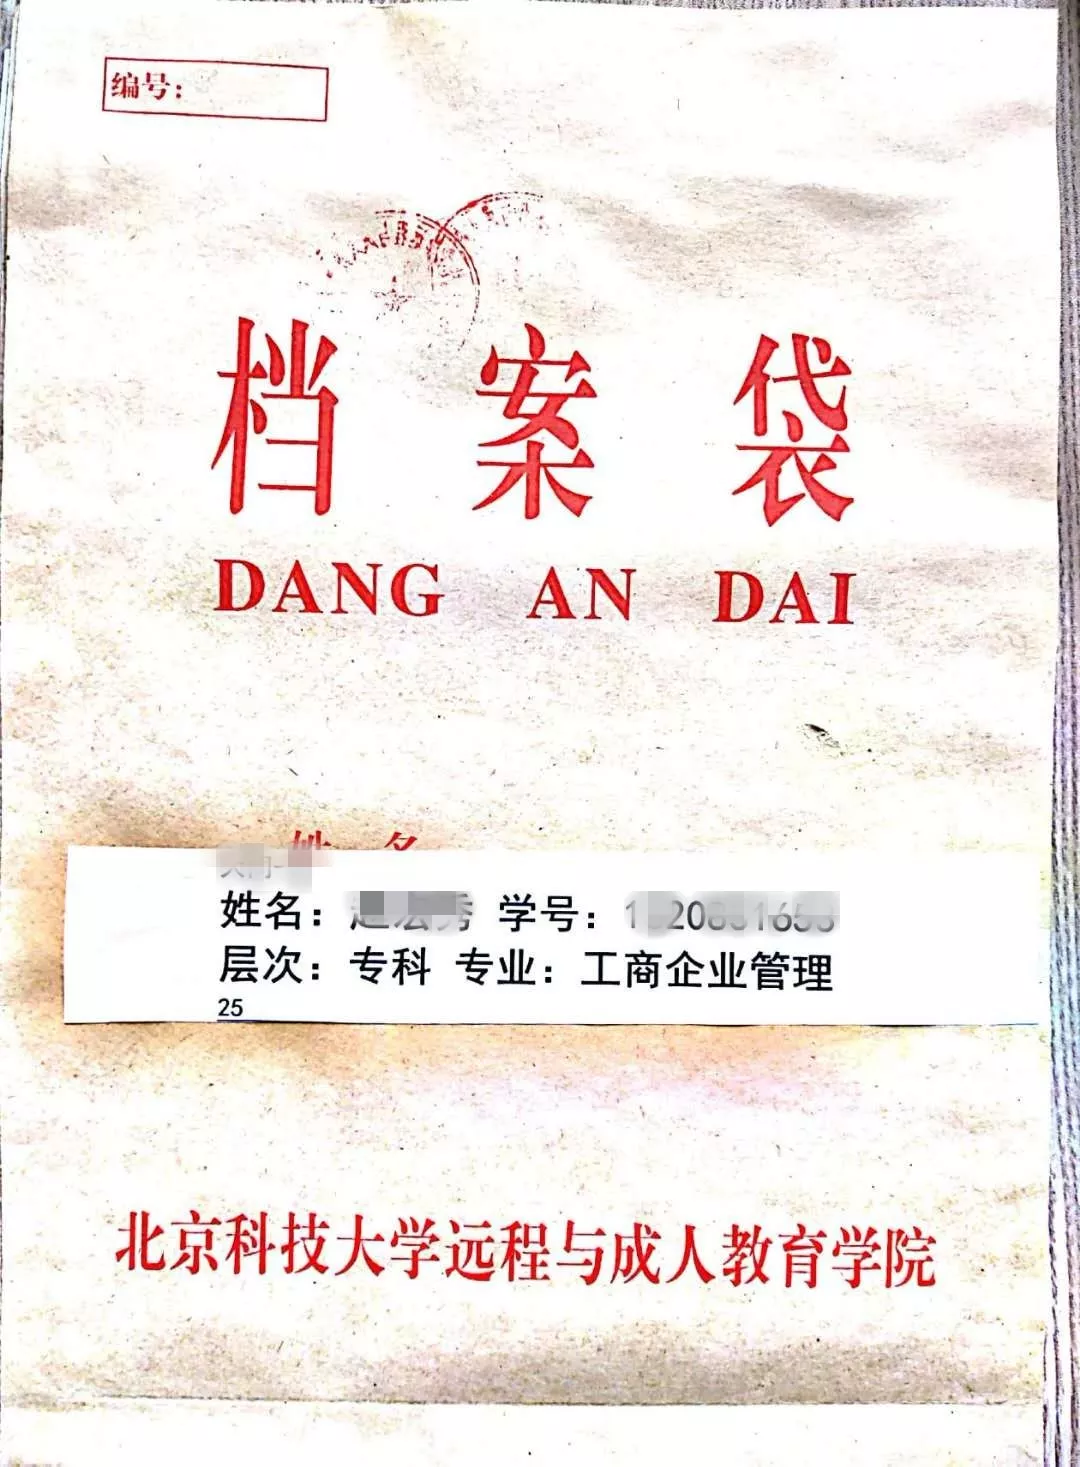 编号：
档案袋
DANG AN DAI
姓名
姓名： 学号：
层次：专科 专业：工商企业管理
25
北京科技大学远程与成人教育学院